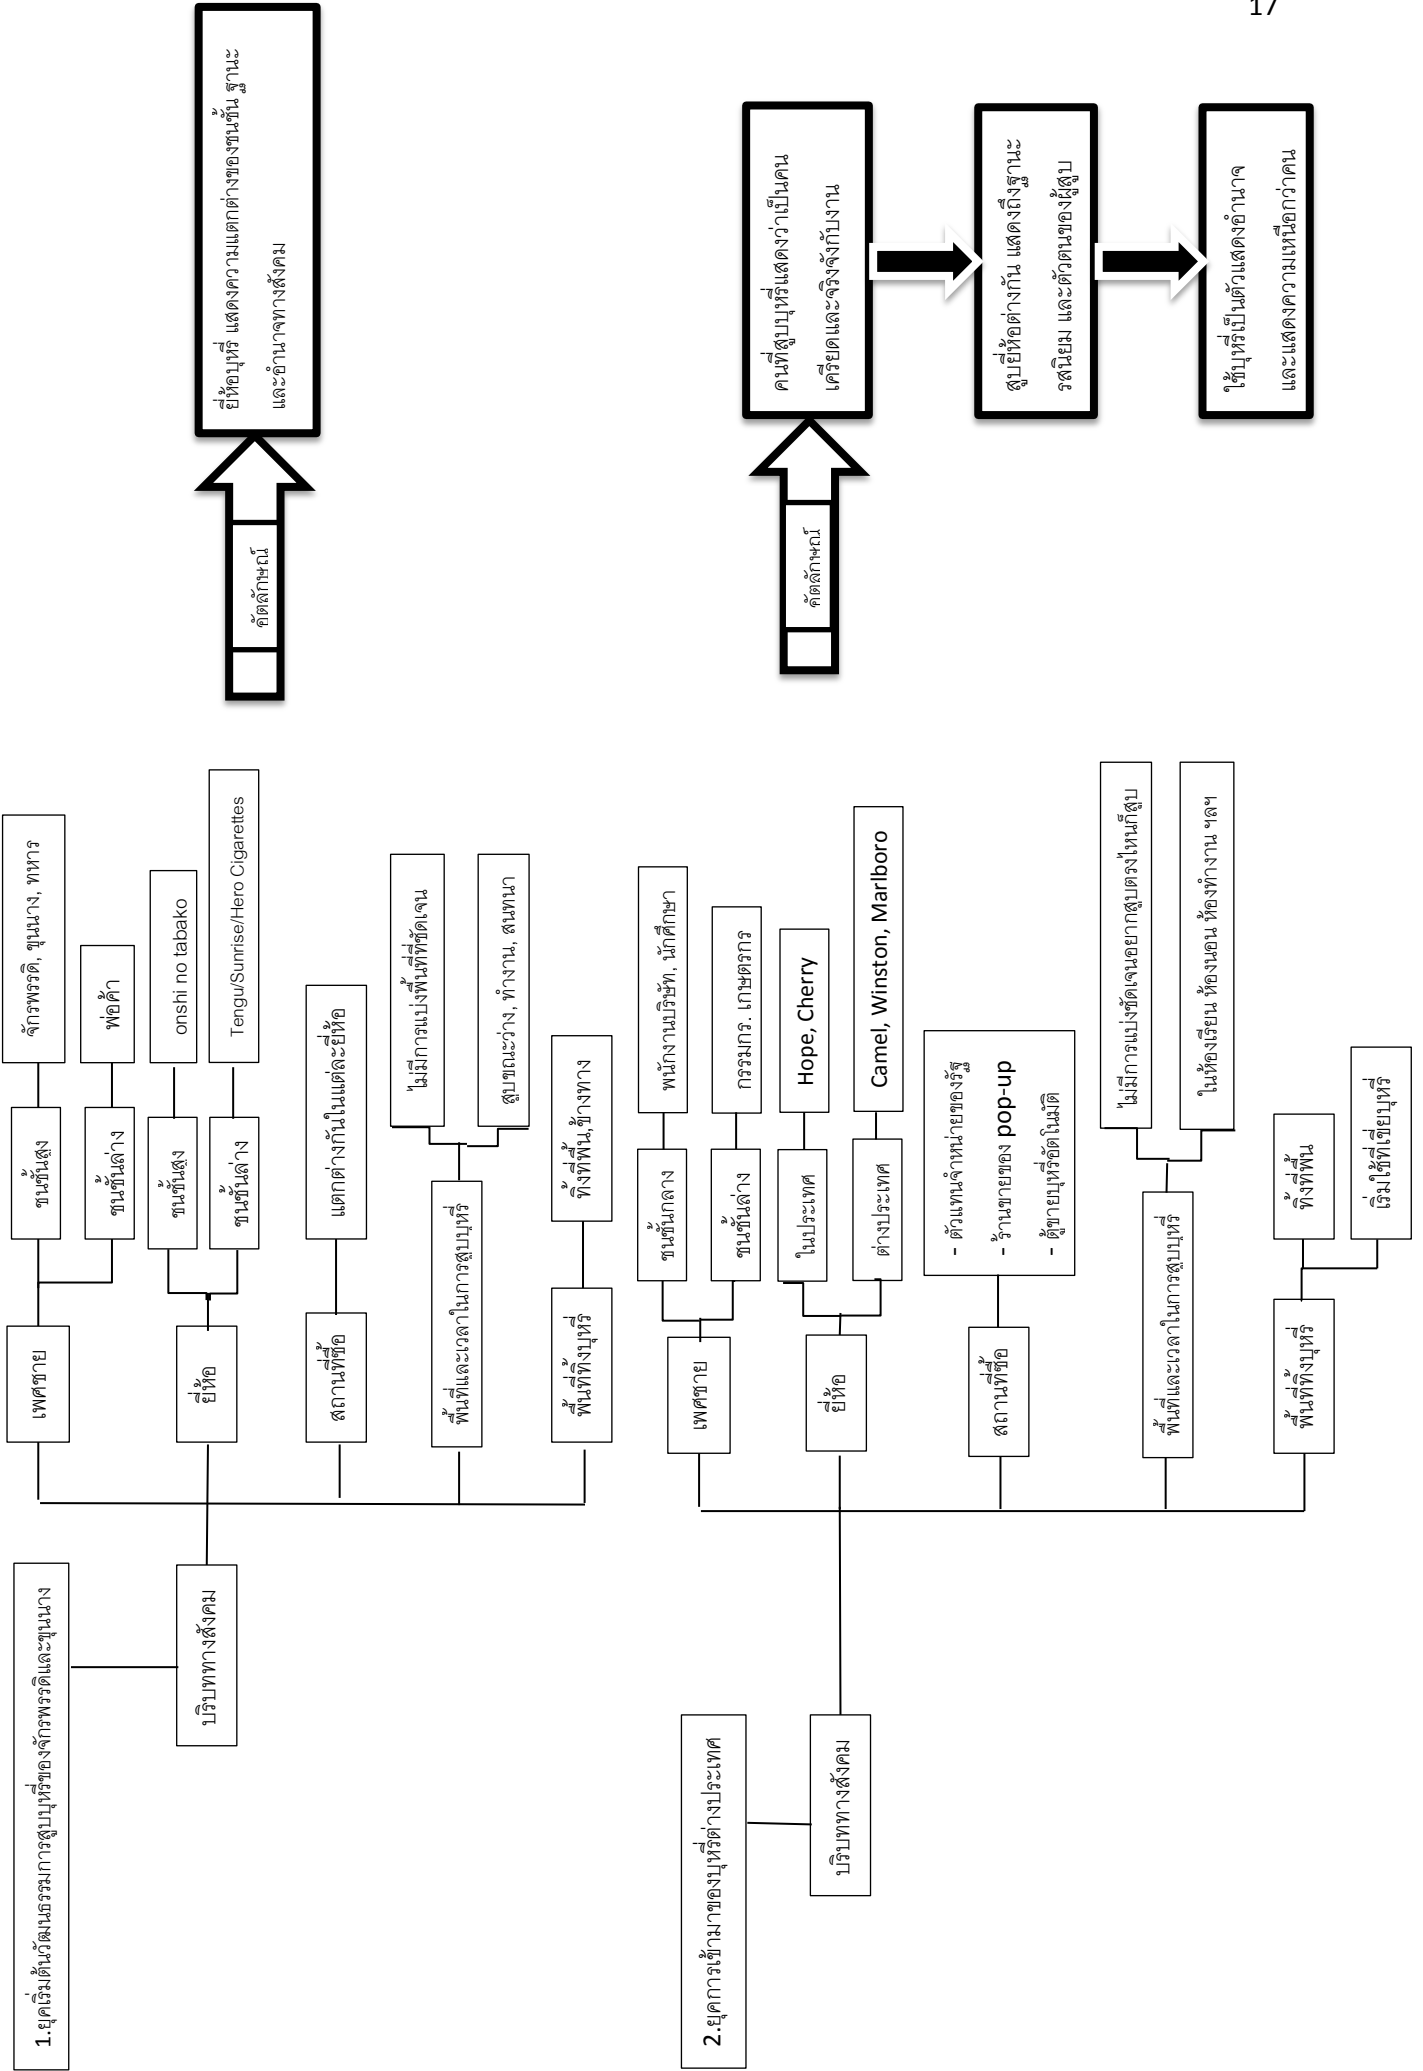 17
1.ยุคเริ่มต้นวัฒนธรรมการสูบบุหรี่ของจักรพรรดิและขุนนาง
บริบททางสังคม
เพศชาย
ชนชั้นสูง
จักรพรรดิ, ขุนนาง, ทหาร
ชนชั้นล่าง
พ่อค้า
ยี่ห้อ
ชนชั้นสูง
onshi no tabako
ชนชั้นล่าง
Tengu/Sunrise/Hero Cigarettes
สถานที่ซื้อ
แตกต่างกันในแต่ละยี่ห้อ
พื้นที่และเวลาในการสูบบุหรี่
ไม่มีการแบ่งพื้นที่ที่ชัดเจน
สูบขณะว่าง, ทำงาน, สนทนา
พื้นที่ทิ้งบุหรี่
ทิ้งที่พื้น,ข้างทาง
อัตลักษณ์
ยี่ห้อบุหรี่ แสดงความแตกต่างของชนชั้น ฐานะ
และอำนาจทางสังคม
2.ยุคการเข้ามาของบุหรี่ต่างประเทศ
บริบททางสังคม
เพศชาย
ชนชั้นกลาง
พนักงานบริษัท, นักศึกษา
ชนชั้นล่าง
กรรมกร. เกษตรกร
ยี่ห้อ
ในประเทศ
Hope, Cherry
ต่างประเทศ
Camel, Winston, Marlboro
สถานที่ซื้อ
- ตัวแทนจำหน่ายของรัฐ
- ร้านขายของ pop-up
- ตู้ขายบุหรี่อัตโนมัติ
พื้นที่และเวลาในการสูบบุหรี่
ไม่มีการแบ่งชัดเจนอยากสูบตรงไหนก็สูบ
ในห้องเรียน ห้องนอน ห้องทำงาน ฯลฯ
พื้นที่ทิ้งบุหรี่
ทิ้งที่พื้น
เริ่มใช้ที่เขี่ยบุหรี่
อัตลักษณ์
คนที่สูบบุหรี่แสดงว่าเป็นคน
เครียดและจริงจังกับงาน
สูบยี่ห้อต่างกัน แสดงถึงฐานะ
รสนิยม และตัวตนของผู้สูบ
ใช้บุหรี่เป็นตัวแสดงอำนาจ
และแสดงความเหนือกว่าคน